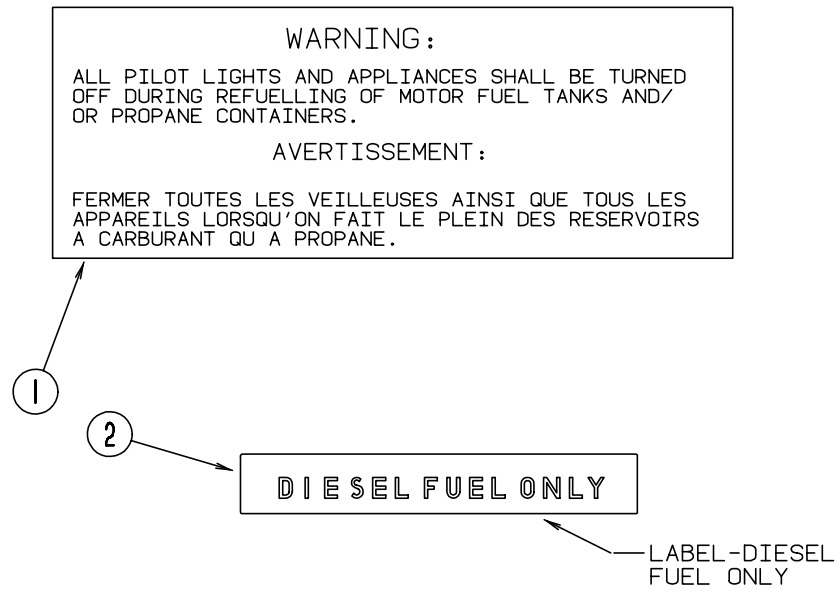 WARNING:
ALL PILOT LIGHTS AND APPLIANCES SHALL BE TURNED
OFF DURING REFUELLING OF MOTOR FUEL TANKS AND/
OR PROPANE CONTAINERS.
AVERTISSEMENT:
FERMER TOUTES LES VEILLEUSES AINSI QUE TOUS LES
APPAREILS LORSQU'ON FAIT LE PLEIN DES RESERVOIRS
A CARBURANT QU A PROPANE.
1
2
DIESEL FUEL ONLY
LABEL-DIESEL
FUEL ONLY